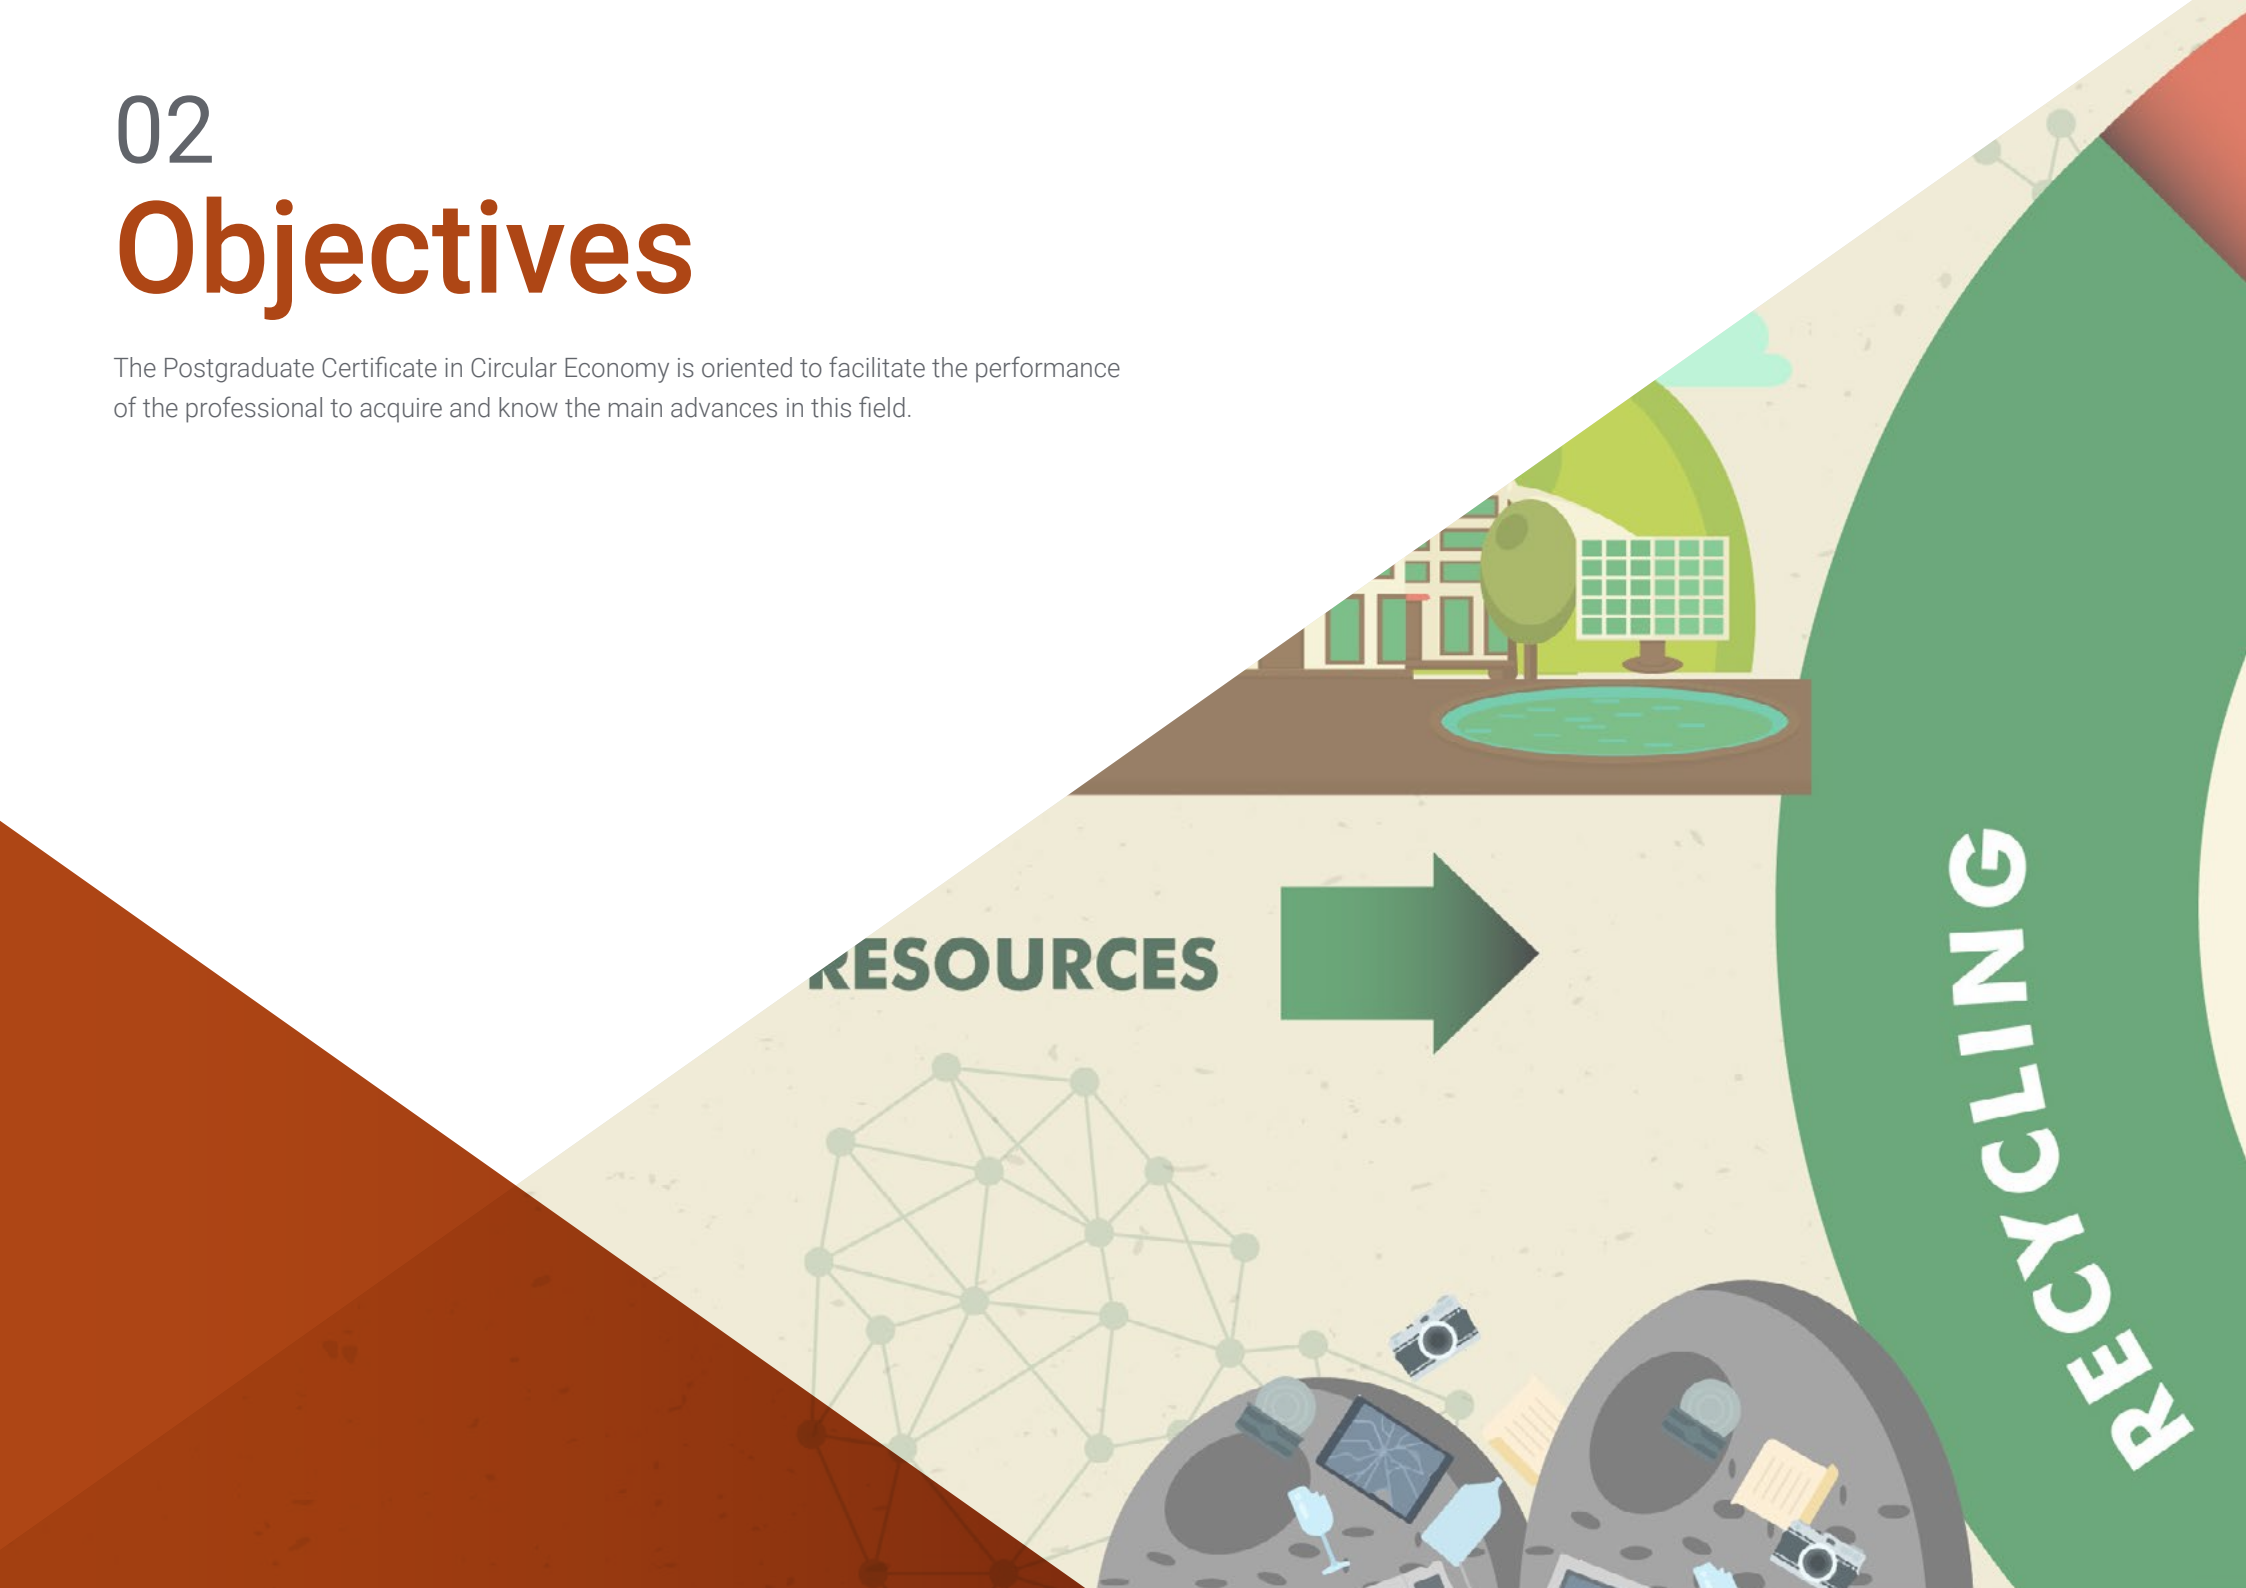 02
Objectives
The Postgraduate Certificate in Circular Economy is oriented to facilitate the performance
of the professional to acquire and know the main advances in this field.
RESOURCES
RECYCLING